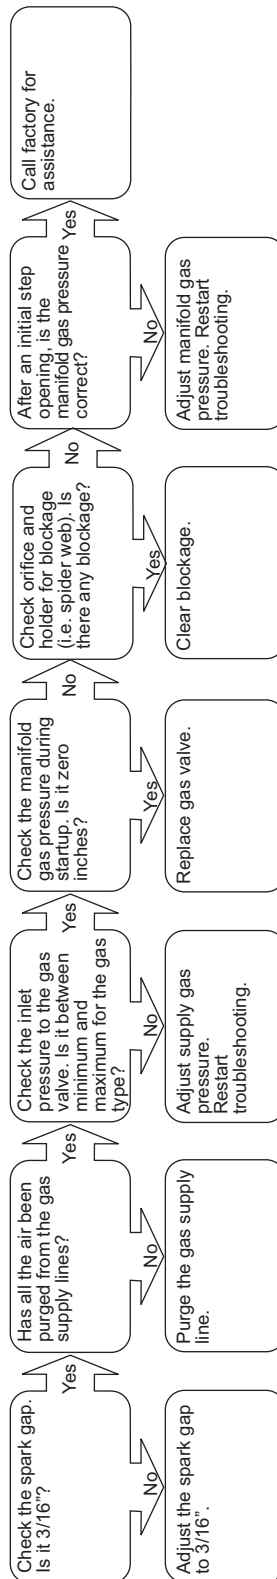 Check the spark gap.
Is it 3/16"?
Yes
No
Adjust the spark gap
to 3/16".
Has all the air been
purged from the gas
supply lines?
Yes
No
Purge the gas supply
line.
Check the inlet
pressure to the gas
valve. Is it between
minimum and
maximum for the gas
type?
Yes
No
Adjust supply gas
pressure.
Restart
troubleshooting.
Check the manifold
gas pressure during
startup. Is it zero
inches?
No
Yes
Replace gas valve.
Check orifice and
holder for blockage
(i.e. spider web). Is
there any blockage?
No
Yes
Clear blockage.
After an initial step
opening, is the
manifold gas pressure
correct?
Yes
No
Adjust manifold gas
pressure. Restart
troubleshooting.
Call factory for
assistance.